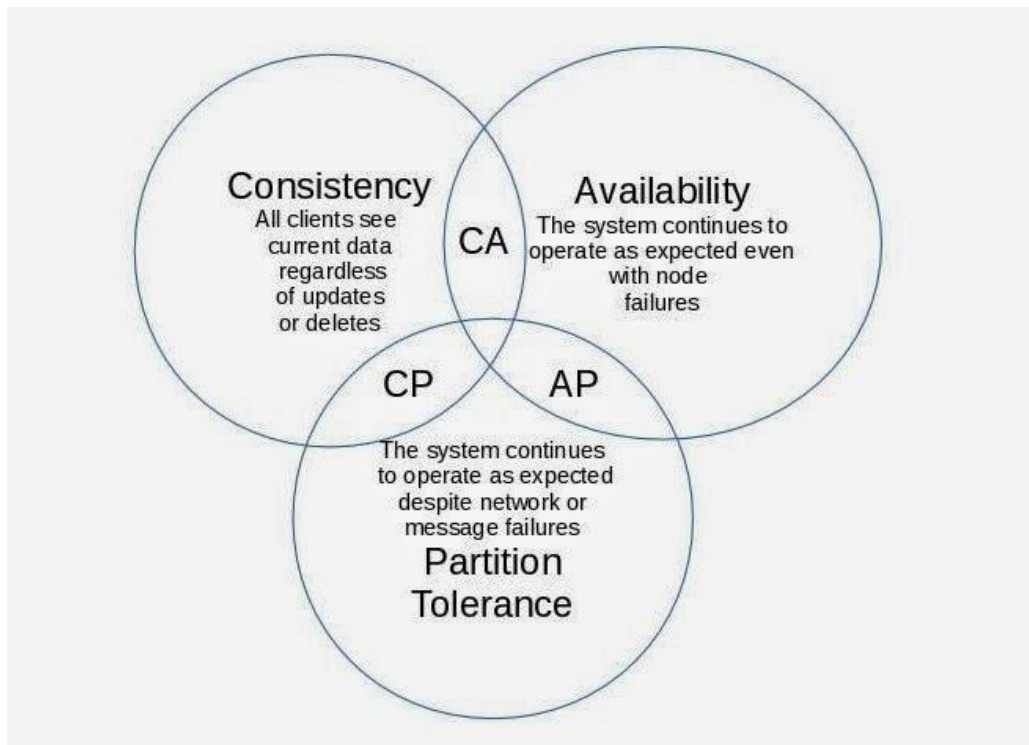 Consistency
All clients see
current data
regardless
of updates
or deletes
CA
Availability
The system continues to
operate as expected even
with node
failures
CP
AP
The system continues
to operate as expected
despite network or
message failures
Partition
Tolerance